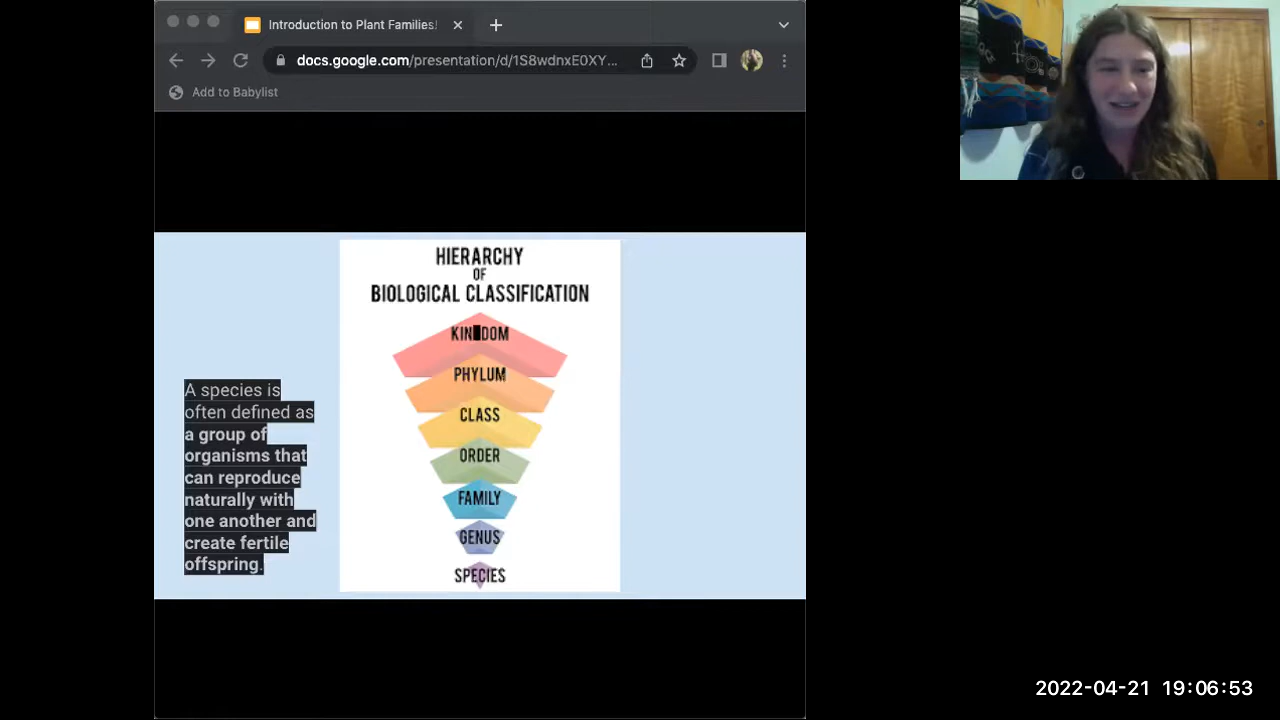 Introduction to Plant Families!
docs.google.com/presentation/d/1S8wdnxE0XY...
Add to Babylist
HIERARCHY
OF
BIOLOGICAL CLASSIFICATION
KINGDOM
PHYLUM
CLASS
ORDER
FAMILY
GENUS
SPECIES
A species is
often defined as
a group of
organisms that
can reproduce
naturally with
one another and
create fertile
offspring.
2022-04-21 19:06:53